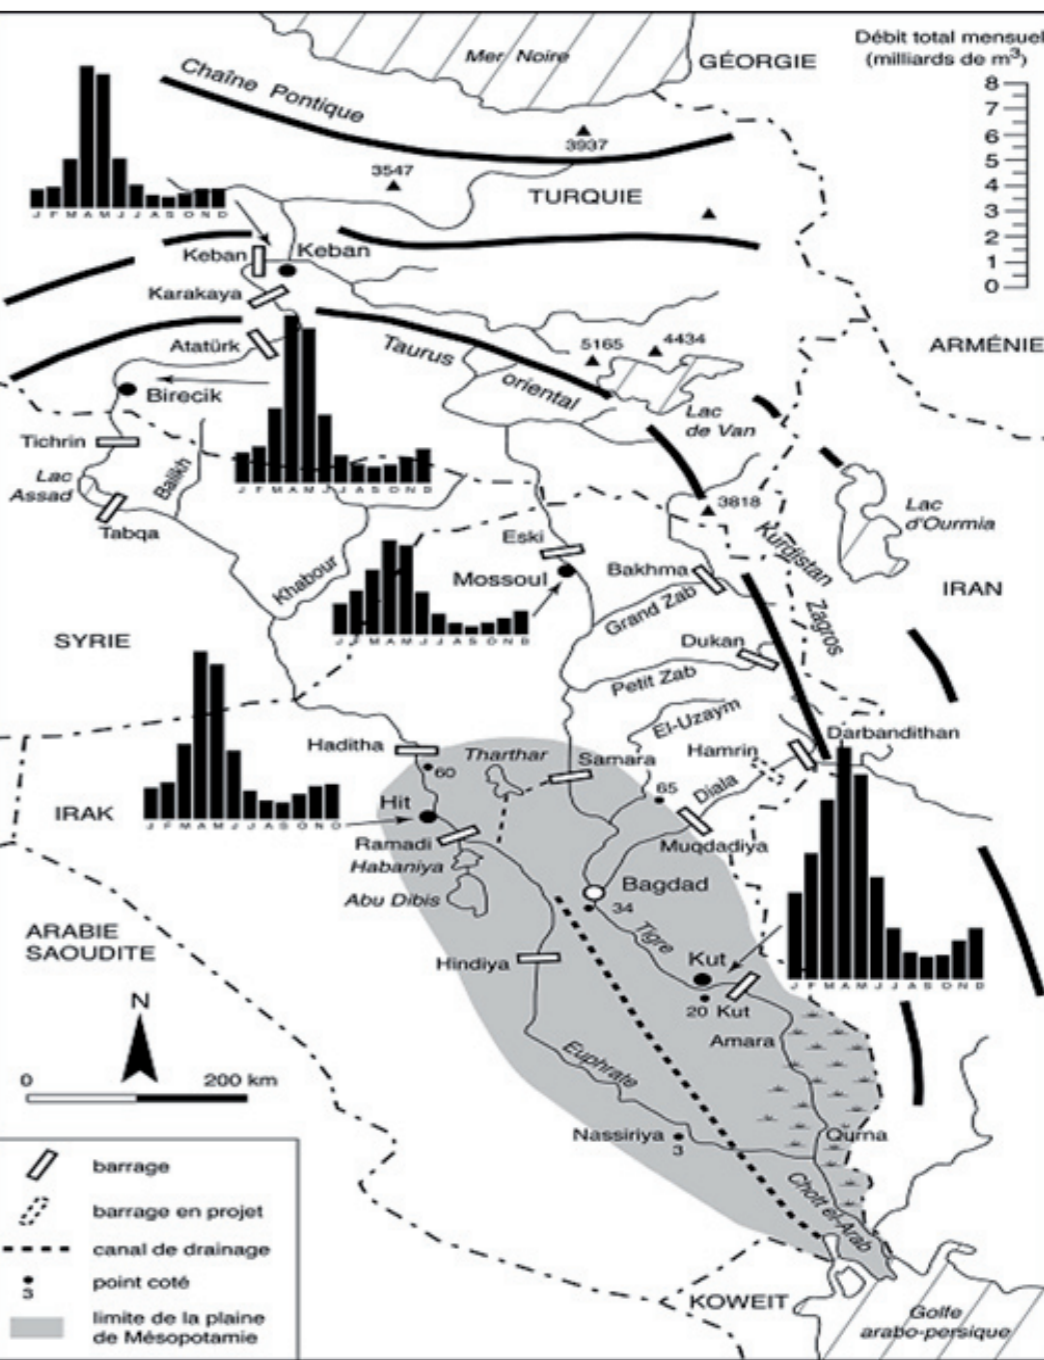 Mer Noire
GÉORGIE
Débit total mensuel
(milliards de m³)
8
7
6
5
4
3
2
1
0
Chaîne Pontique
3937
3547
TURQUIE
J F M A M J J A S O N D
Keban
Keban
Karakaya
Atatürk
Taurus
oriental
5165
4434
ARMÉNIE
Birecik
Lac
de Van
Tichrin
Lac
Assad
Balikh
Tabqa
J F M A M J J A S O N D
3818
Lac
d'Ourmia
Kurdistan
Eski
Mossoul
Bakhma
Khabour
Grand Zab
Zagros
IRAN
J F M A M J J A S O N D
SYRIE
Dukan
Petit Zab
El-Uzaym
Haditha
60
Tharthar
Samara
Hamrin
Darbandithan
IRAK
Hit
65
Diala
J F M A M J J A S O N D
Ramadi
Muqdadiya
Habaniya
Abu Dibis
Bagdad
34
ARABIE
SAOUDITE
Tigre
Hindiya
Kut
J F M A M J J A S O N D
20
Kut
N
Amara
Euphrate
0
200 km
Nassiriya
3
Qurna
Chott el-Arab
barrage
barrage en projet
canal de drainage
3
point coté
limite de la plaine
de Mésopotamie
KOWEIT
Golfe
arabo-persique